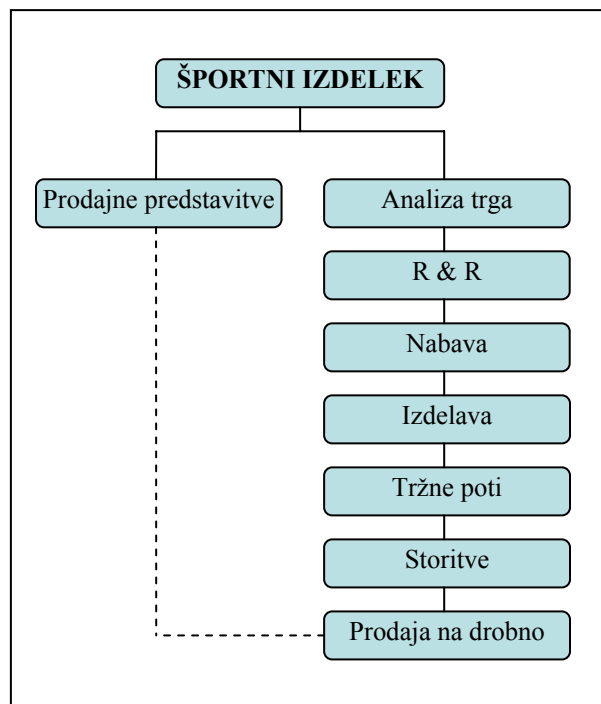 ŠPORTNI IZDELEK
Prodajne predstavitve
Analiza trga
R & R
Nabava
Izdelava
Tržne poti
Storitve
Prodaja na drobno